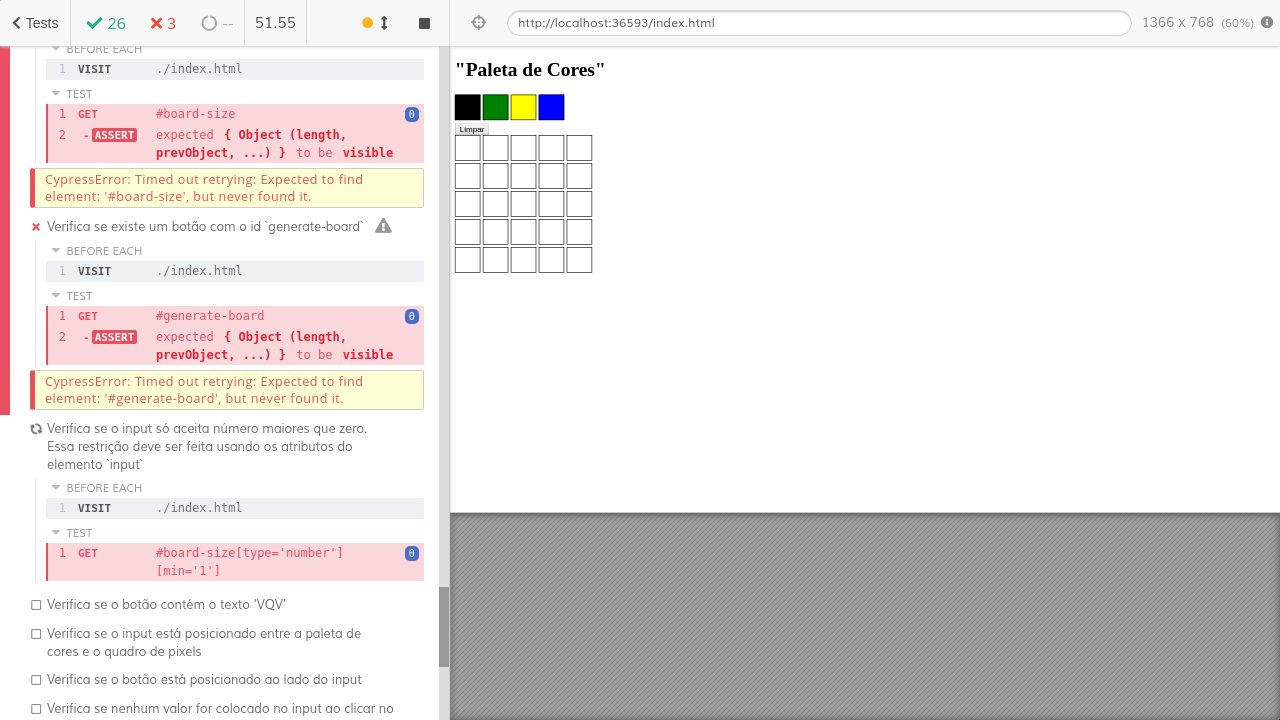 Tests
26
3
--
51.55
http://localhost:36593/index.html
1366 x 768 (60%)
BEFORE EACH
1 VISIT ./index.html
TEST
1 GET #board-size 0
2 -ASSERT expected { Object (length,
prevObject, ...) } to be visible
CypressError: Timed out retrying: Expected to find
element: '#board-size', but never found it.
Verifica se existe um botão com o id `generate-board`
BEFORE EACH
1 VISIT ./index.html
TEST
1 GET #generate-board 0
2 -ASSERT expected { Object (length,
prevObject, ...) } to be visible
CypressError: Timed out retrying: Expected to find
element: '#generate-board', but never found it.
Verifica se o input só aceita número maiores que zero.
Essa restrição deve ser feita usando os atributos do
elemento `input`
BEFORE EACH
1 VISIT ./index.html
TEST
1 GET #board-size[type='number'] 0
[min='1']
Verifica se o botão contém o texto 'VQV'
Verifica se o input está posicionado entre a paleta de
cores e o quadro de pixels
Verifica se o botão está posicionado ao lado do input
Verifica se nenhum valor for colocado no input ao clicar no
"Paleta de Cores"
Limpar